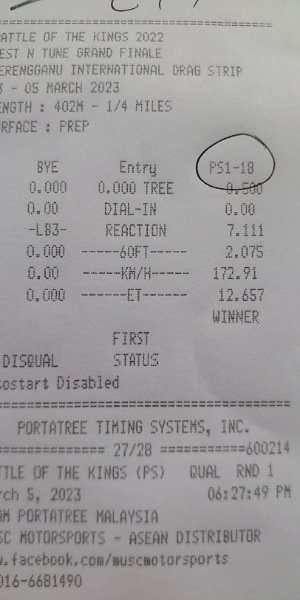 ATTLE OF THE KINGS 2022
EST N TUNE GRAND FINALE
ERENGGANU INTERNATIONAL DRAG STRIP
3 - 05 MARCH 2023
ENGTH : 402M - 1/4 MILES
RFACE : PREP
BYE Entry PS1-18
0.000 0.000 TREE 0.500
0.00 DIAL-IN 0.00
-LB3- REACTION 7.111
0.000 -----60FT----- 2.075
0.00 -----KM/H----- 172.91
0.000 ------ET------ 12.657
WINNER
FIRST
DISQUAL STATUS
tostart Disabled
PORTATREE TIMING SYSTEMS, INC.
============ 27/28 ===========600214
TTLE OF THE KINGS (PS) QUAL RND 1
rch 5, 2023 06:27:49 PM
AM PORTATREE MALAYSIA
SC MOTORSPORTS - ASEAN DISTRIBUTOR
w.facebook.com/muscmotorsports
016-6681490